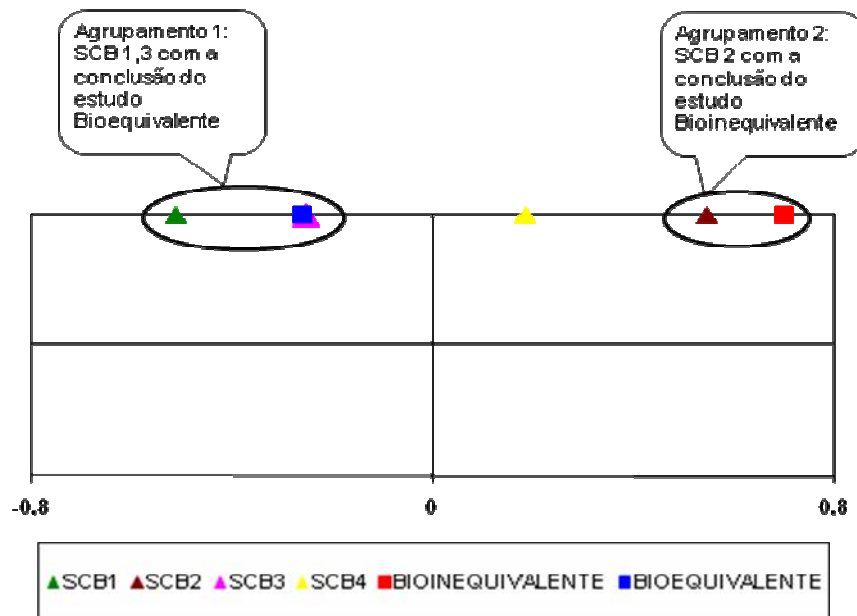 Agrupamento 1:
SCB 1,3 com a
conclusão do
estudo
Bioequivalente
Agrupamento 2:
SCB 2 com a
conclusão do
estudo
Bioinequivalente
-0.8 0 0.8
SCB1 SCB2 SCB3 SCB4 BIOINEQUIVALENTE BIOEQUIVALENTE